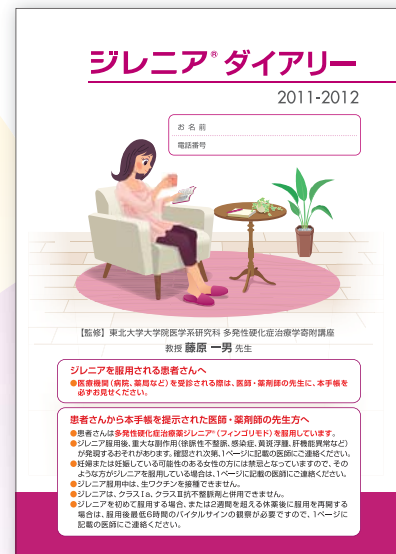 ジレニア® ダイアリー
2011-2012
お名前
電話番号
【監修】東北大学大学院医学系研究科 多発性硬化症治療学寄附講座
教授 藤原 一男 先生
ジレニアを服用される患者さんへ
●医療機関(病院、薬局など)を受診される際は、医師・薬剤師の先生に、本手帳を
必ずお見せください。
患者さんから本手帳を提示された医師・薬剤師の先生方へ
●患者さんは多発性硬化症治療薬ジレニア®(フィンゴリモド)を服用しています。
●ジレニア服用後、重大な副作用(徐脈性不整脈、感染症、黄斑浮腫、肝機能異常など)
が発現するおそれがあります。確認され次第、1ページに記載の医師にご連絡ください。
●妊婦または妊娠している可能性のある女性の方には禁忌となっていますので、その
ような方がジレニアを服用している場合は、1ページに記載の医師にご連絡ください。
●ジレニア服用中は、生ワクチンを接種できません。
●ジレニアは、クラスⅠa、クラスⅢ抗不整脈剤と併用できません。
●ジレニアを初めて服用する場合、または2週間を超える休薬後に服用を再開する
場合は、服用後最低6時間のバイタルサインの観察が必要ですので、1ページに
記載の医師にご連絡ください。